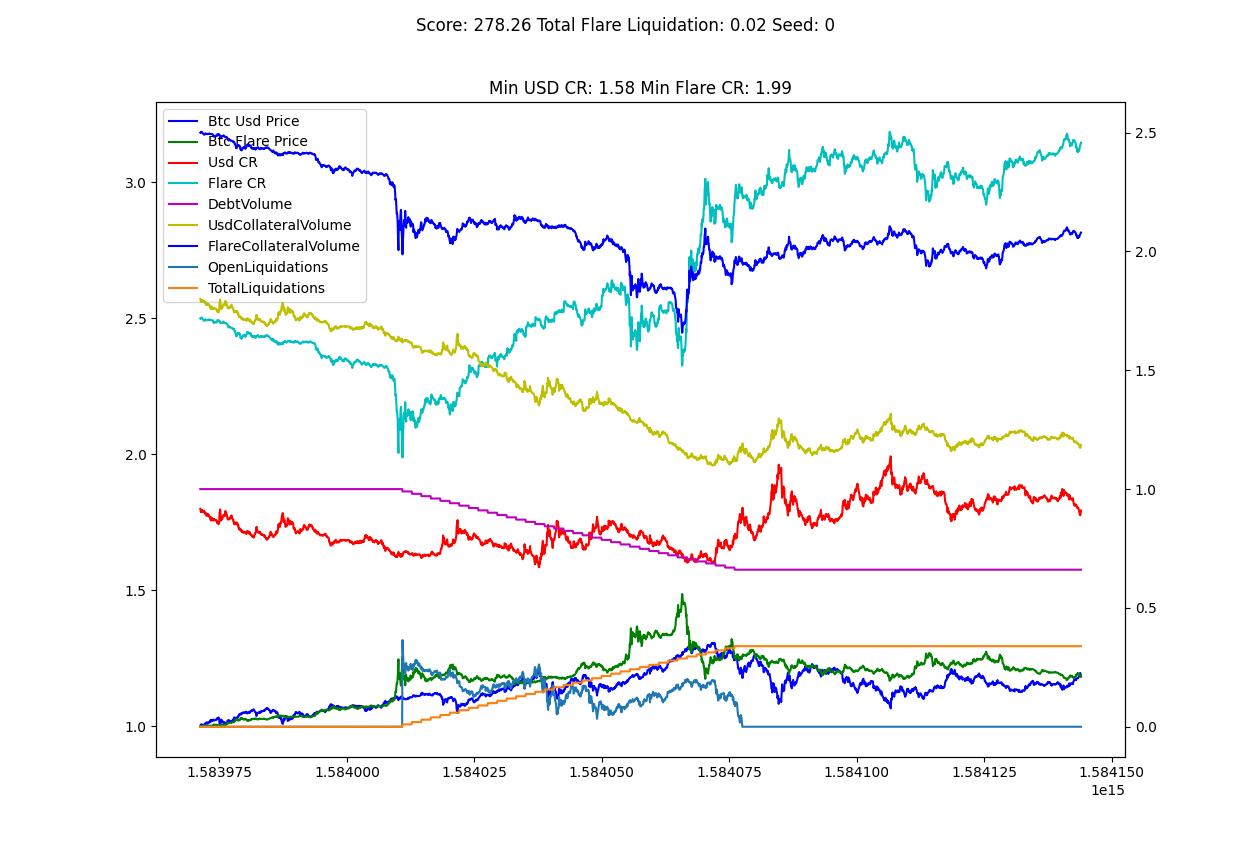 Score: 278.26 Total Flare Liquidation: 0.02 Seed: 0
Min USD CR: 1.58 Min Flare CR: 1.99
Btc Usd Price
Btc Flare Price
Usd CR
Flare CR
DebtVolume
UsdCollateralVolume
FlareCollateralVolume
OpenLiquidations
TotalLiquidations
3.0
2.5
2.0
1.5
1.0
2.5
2.0
1.5
1.0
0.5
0.0
1.583975 1.584000 1.584025 1.584050 1.584075 1.584100 1.584125 1.584150
1e15